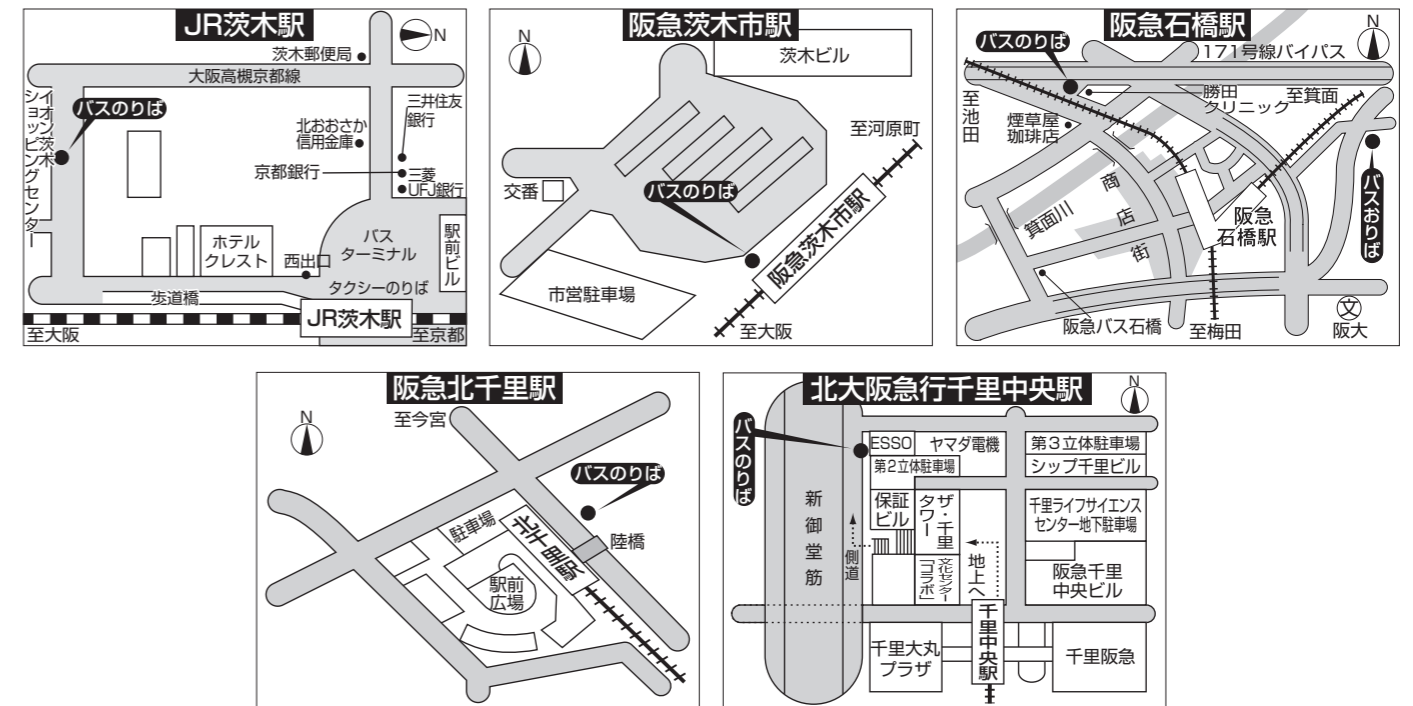 JR茨木駅
N
茨木郵便局
大阪高槻京都線
イオン茨木
ショッピングセンター
バスのりば
三井住友
銀行
北おおさか
信用金庫
京都銀行
三菱
UFJ銀行
ホテル
クレスト
西出口
バス
ターミナル
駅前ビル
タクシーのりば
歩道橋
JR茨木駅
至大阪
至京都
阪急茨木市駅
N
茨木ビル
至河原町
交番
バスのりば
阪急茨木市駅
市営駐車場
至大阪
阪急石橋駅
N
バスのりば
171号線バイパス
至池田
勝田
クリニック
至箕面
煙草屋
珈琲店
バスおりば
商店街
箕面川
阪急
石橋駅
阪急バス石橋
至梅田
文
阪大
阪急北千里駅
N
至今宮
バスのりば
駐車場
北千里駅
陸橋
駅前
広場
北大阪急行千里中央駅
N
バスのりば
ESSO
ヤマダ電機
第3立体駐車場
第2立体駐車場
シップ千里ビル
新御堂筋
保証
ビル
ザ・千里
タワー
千里ライフサイエンス
センター地下駐車場
側道
文化センター
「コラボ」
地上へ
阪急千里
中央ビル
千里大丸
プラザ
千里中央駅
千里阪急